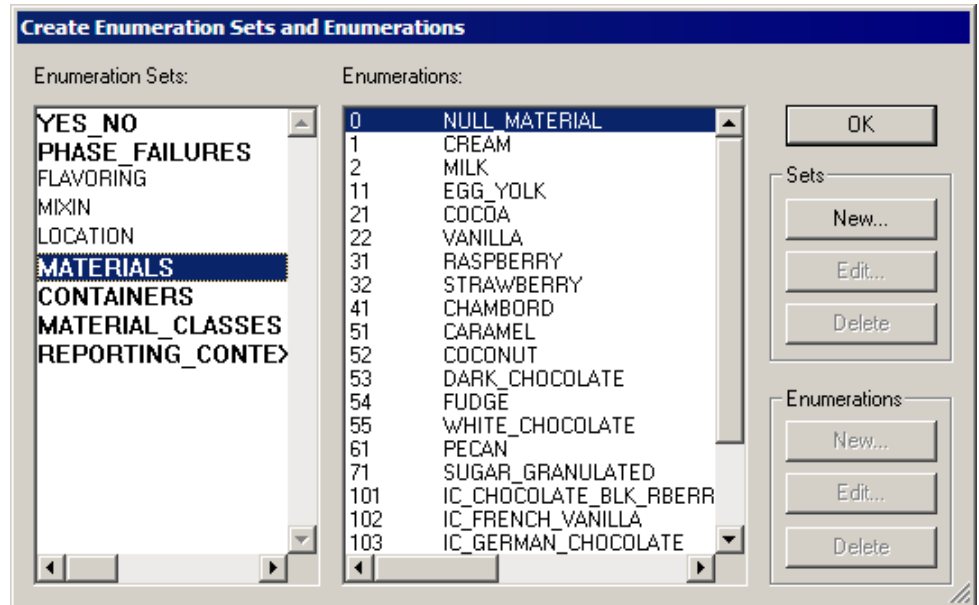 Create Enumeration Sets and Enumerations
Enumeration Sets:
Enumerations:
YES_NO
PHASE_FAILURES
FLAVORING
MIXIN
LOCATION
MATERIALS
CONTAINERS
MATERIAL_CLASSES
REPORTING_CONTEX
0 NULL_MATERIAL
1 CREAM
2 MILK
11 EGG_YOLK
21 COCOA
22 VANILLA
31 RASPBERRY
32 STRAWBERRY
41 CHAMBORD
51 CARAMEL
52 COCONUT
53 DARK_CHOCOLATE
54 FUDGE
55 WHITE_CHOCOLATE
61 PECAN
71 SUGAR_GRANULATED
101 IC_CHOCOLATE_BLK_RBERR
102 IC_FRENCH_VANILLA
103 IC_GERMAN_CHOCOLATE
OK
Sets
New...
Edit...
Delete
Enumerations
New...
Edit...
Delete